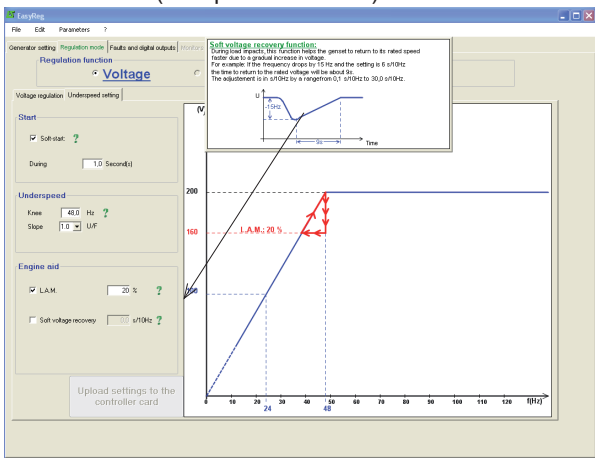 EasyReg
File Edit Parameters ?
Generator setting Regulation mode Faults and digital outputs Monitors
Regulation function
Voltage
Voltage regulation Underspeed setting
Soft voltage recovery function:
During load impacts, this function helps the genset to return to its rated speed
faster due to a gradual increase in voltage.
For example: If the frequency drops by 15 Hz and the setting is 6 s/10Hz
the time to return to the rated voltage will be about 9s.
The adjustement is in s/10Hz by a rangefrom 0,1 s/10Hz to 30,0 s/10Hz.
U
-15Hz
9s
Time
Start
Soft-start: ?
During 1,0 Second(s)
Underspeed
Knee 48,0 Hz ?
Slope 1.0 U/F
Engine aid
L.A.M. 20 % ?
Soft voltage recovery s/10Hz ?
Upload settings to the
controller card
200
160
L.A.M.: 20 %
0 10 20 30 40 50 60 70 80 90 100 110 120 f(Hz)
24 48